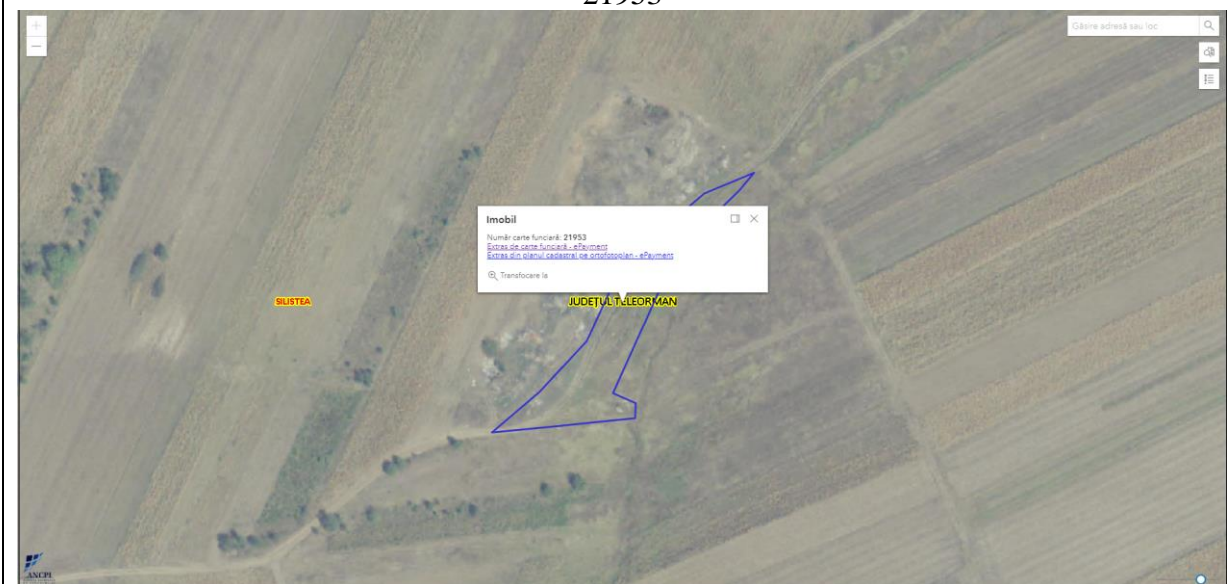 21953
Găsire adresă sau loc
Imobil
Număr carte funciară: 21953
Extras de carte funciară - ePayment
Extras din planul cadastral pe ortofotoplan - ePayment
Transfocare la
SILISTEA
JUDEȚUL TELEORMAN
ANCPI